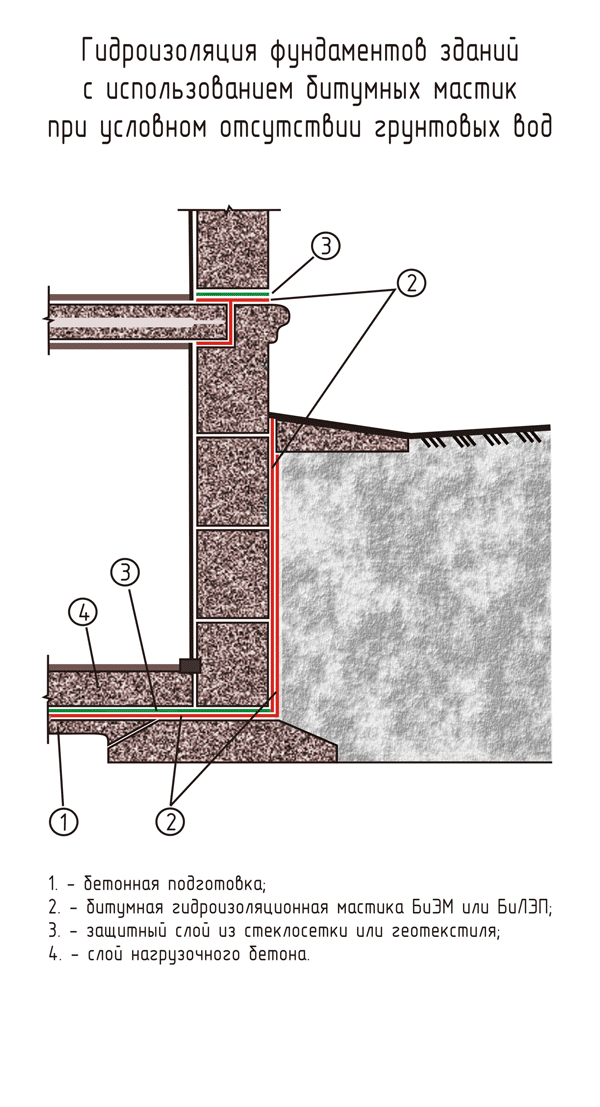 Гидроизоляция фундаментов зданий
с использованием битумных мастик
при условном отсутствии грунтовых вод
3
2
3
4
1
2
1. - бетонная подготовка;
2. - битумная гидроизоляционная мастика БиЭМ или БиЛЭП;
3. - защитный слой из стеклосетки или геотекстиля;
4. - слой нагрузочного бетона.